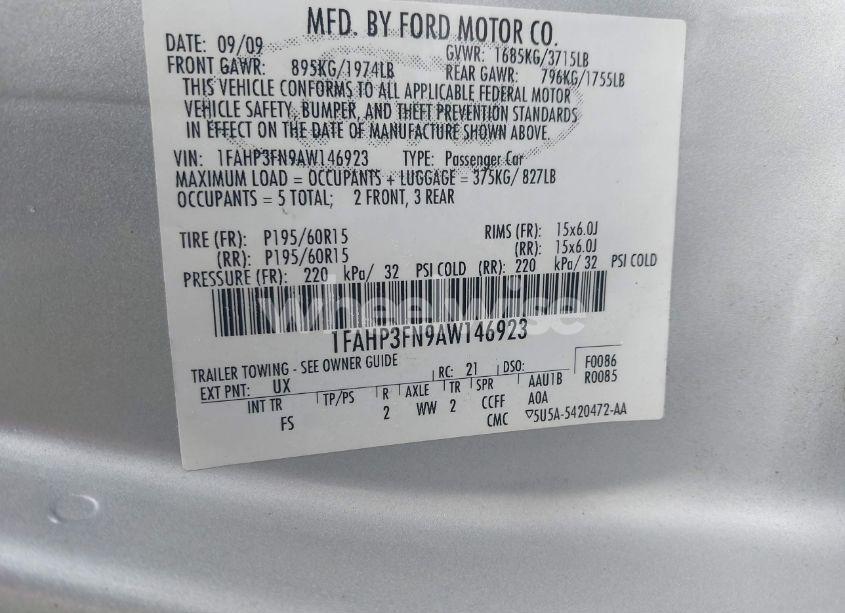 MFD. BY FORD MOTOR CO.
DATE: 09/09 GVWR: 1685KG/3715LB
FRONT GAWR: 895KG/1974LB REAR GAWR: 796KG/1755LB
THIS VEHICLE CONFORMS TO ALL APPLICABLE FEDERAL MOTOR
VEHICLE SAFETY, BUMPER, AND THEFT PREVENTION STANDARDS
IN EFFECT ON THE DATE OF MANUFACTURE SHOWN ABOVE.
VIN: 1FAHP3FN9AW146923 TYPE: Passenger Car
MAXIMUM LOAD = OCCUPANTS + LUGGAGE = 375KG/ 827LB
OCCUPANTS = 5 TOTAL; 2 FRONT, 3 REAR
TIRE (FR): P195/60R15 RIMS (FR): 15x6.0J
(RR): P195/60R15 (RR): 15x6.0J
PRESSURE (FR): 220 kPa/ 32 PSI COLD (RR): 220 kPa/ 32 PSI COLD
wheelwise
1FAHP3FN9AW146923
TRAILER TOWING - SEE OWNER GUIDE
EXT PNT: UX RC: 21 DSO: F0086
R0085
INT TR TP/PS R AXLE TR SPR AAU1B
FS 2 WW 2 CCFF A0A
CMC ▽5U5A-5420472-AA